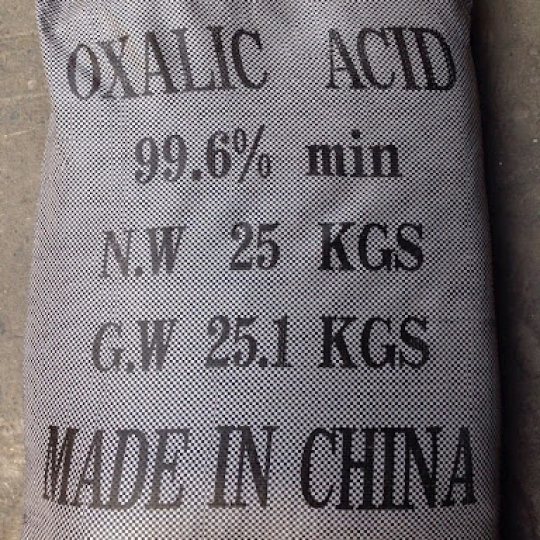 OXALIC ACID
99.6% min
N.W 25 KGS
G.W 25.1 KGS
MADE IN CHINA